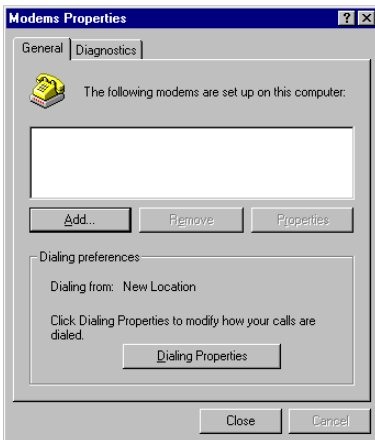 Modems Properties
General Diagnostics
The following modems are set up on this computer:
Add... Remove Properties
Dialing preferences
Dialing from: New Location
Click Dialing Properties to modify how your calls are
dialed.
Dialing Properties
Close Cancel